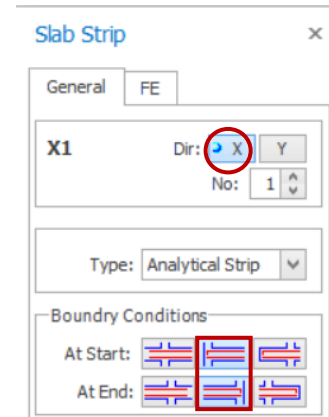 Slab Strip ×
General FE
X1 Dir: X Y
No: 1
Type: Analytical Strip
Boundry Conditions
At Start:
At End: